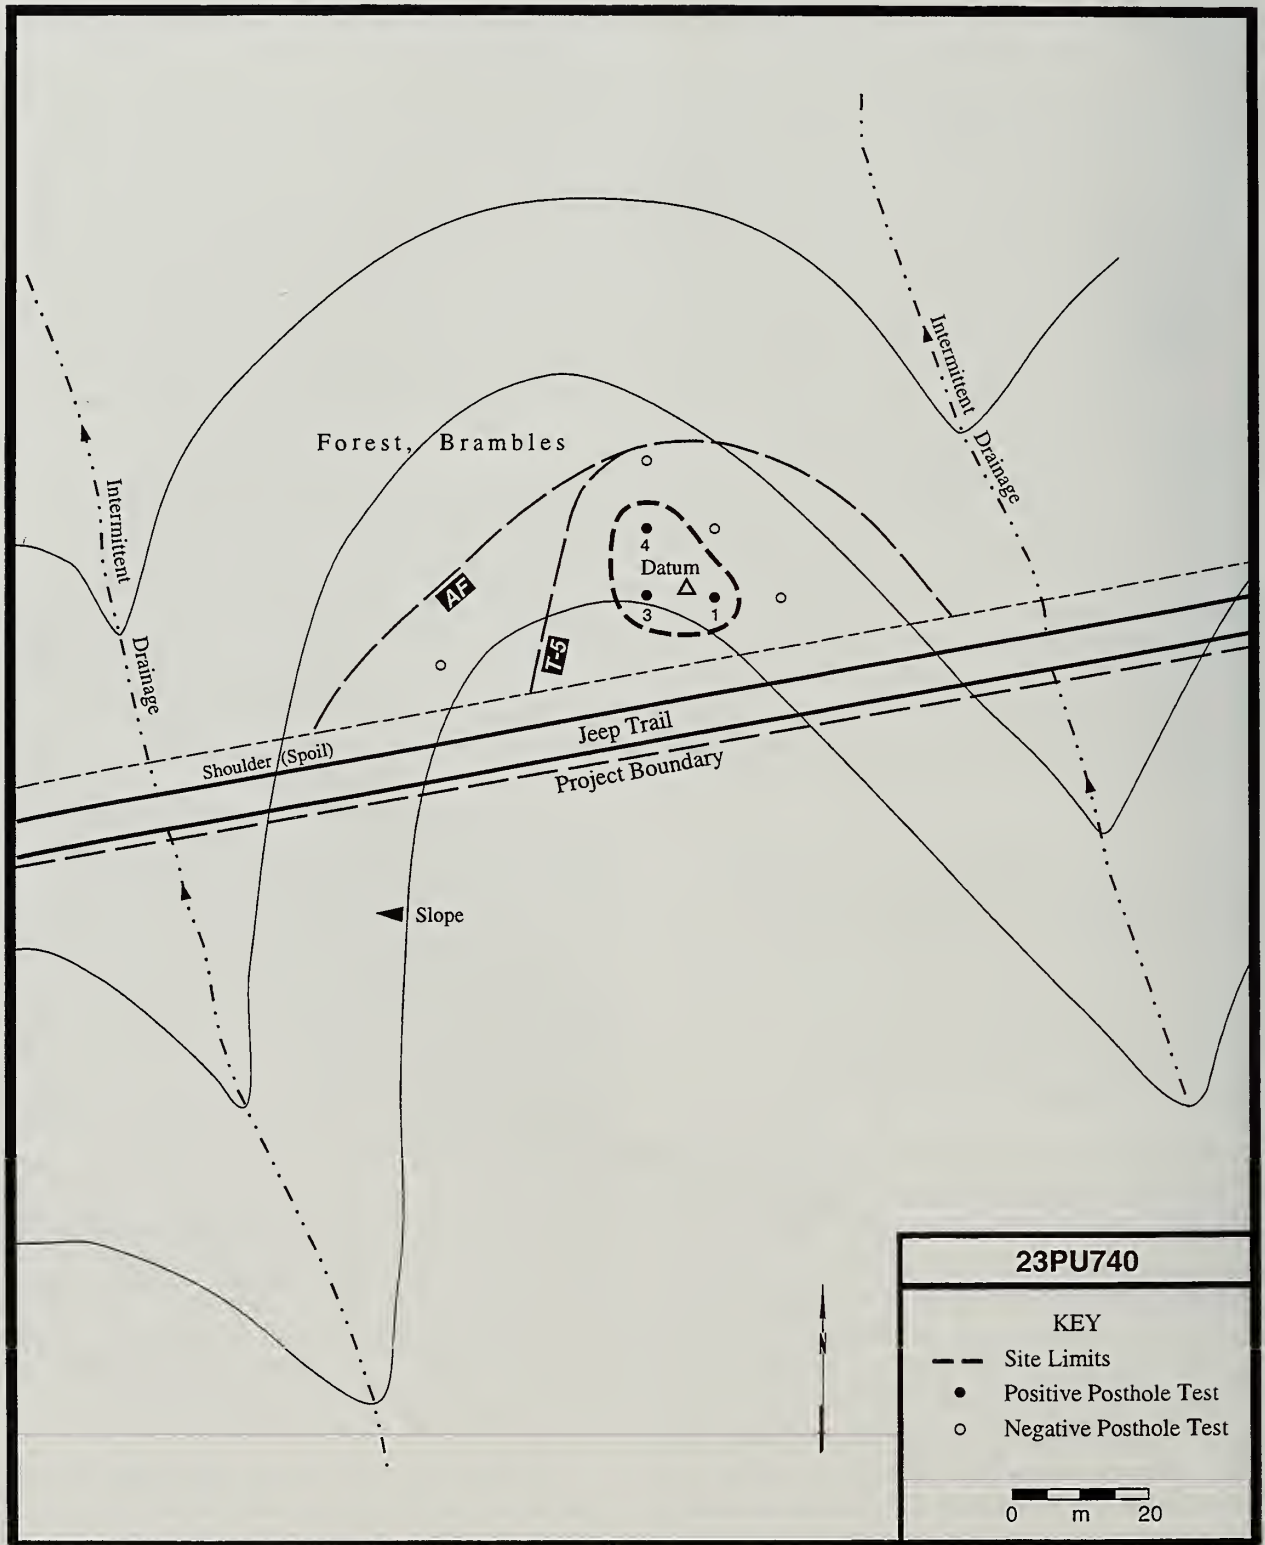 Intermittent
Drainage
Forest, Brambles
Intermittent
Drainage
AF
4
Datum
3
1
T-5
Shoulder (Spoil)
Jeep Trail
Project Boundary
Slope
N
23PU740
KEY
Site Limits
Positive Posthole Test
Negative Posthole Test
0 m 20